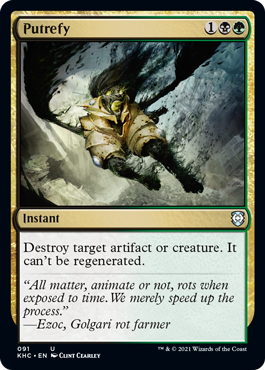 Putrefy 1
Instant
Destroy target artifact or creature. It
can’t be regenerated.
“All matter, animate or not, rots when
exposed to time. We merely speed up the
process.”
—Ezoc, Golgari rot farmer
091 U
KHC • EN CLINT CEARLEY
™ & © 2021 Wizards of the Coast